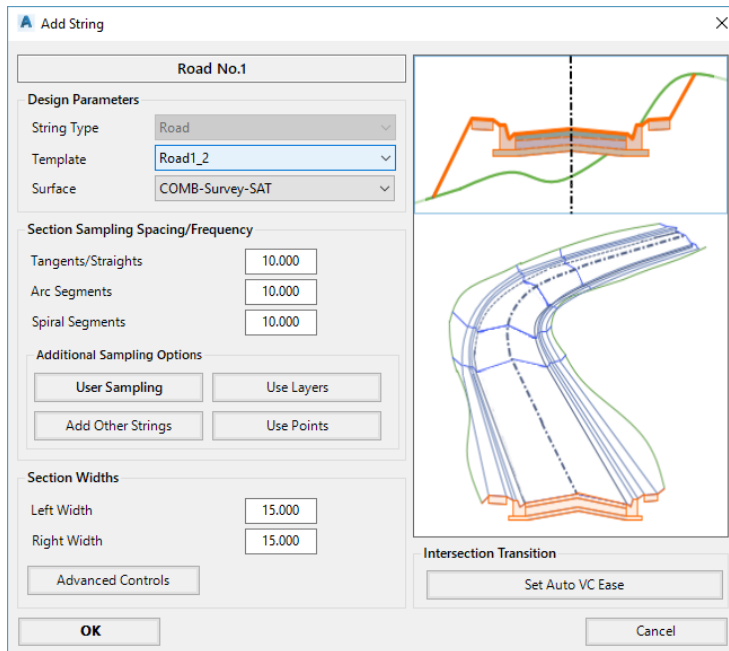 Add String
Road No.1
Design Parameters
String Type Road
Template Road1_2
Surface COMB-Survey-SAT
Section Sampling Spacing/Frequency
Tangents/Straights 10.000
Arc Segments 10.000
Spiral Segments 10.000
Additional Sampling Options
User Sampling Use Layers
Add Other Strings Use Points
Section Widths
Left Width 15.000
Right Width 15.000
Advanced Controls
Intersection Transition
Set Auto VC Ease
OK Cancel